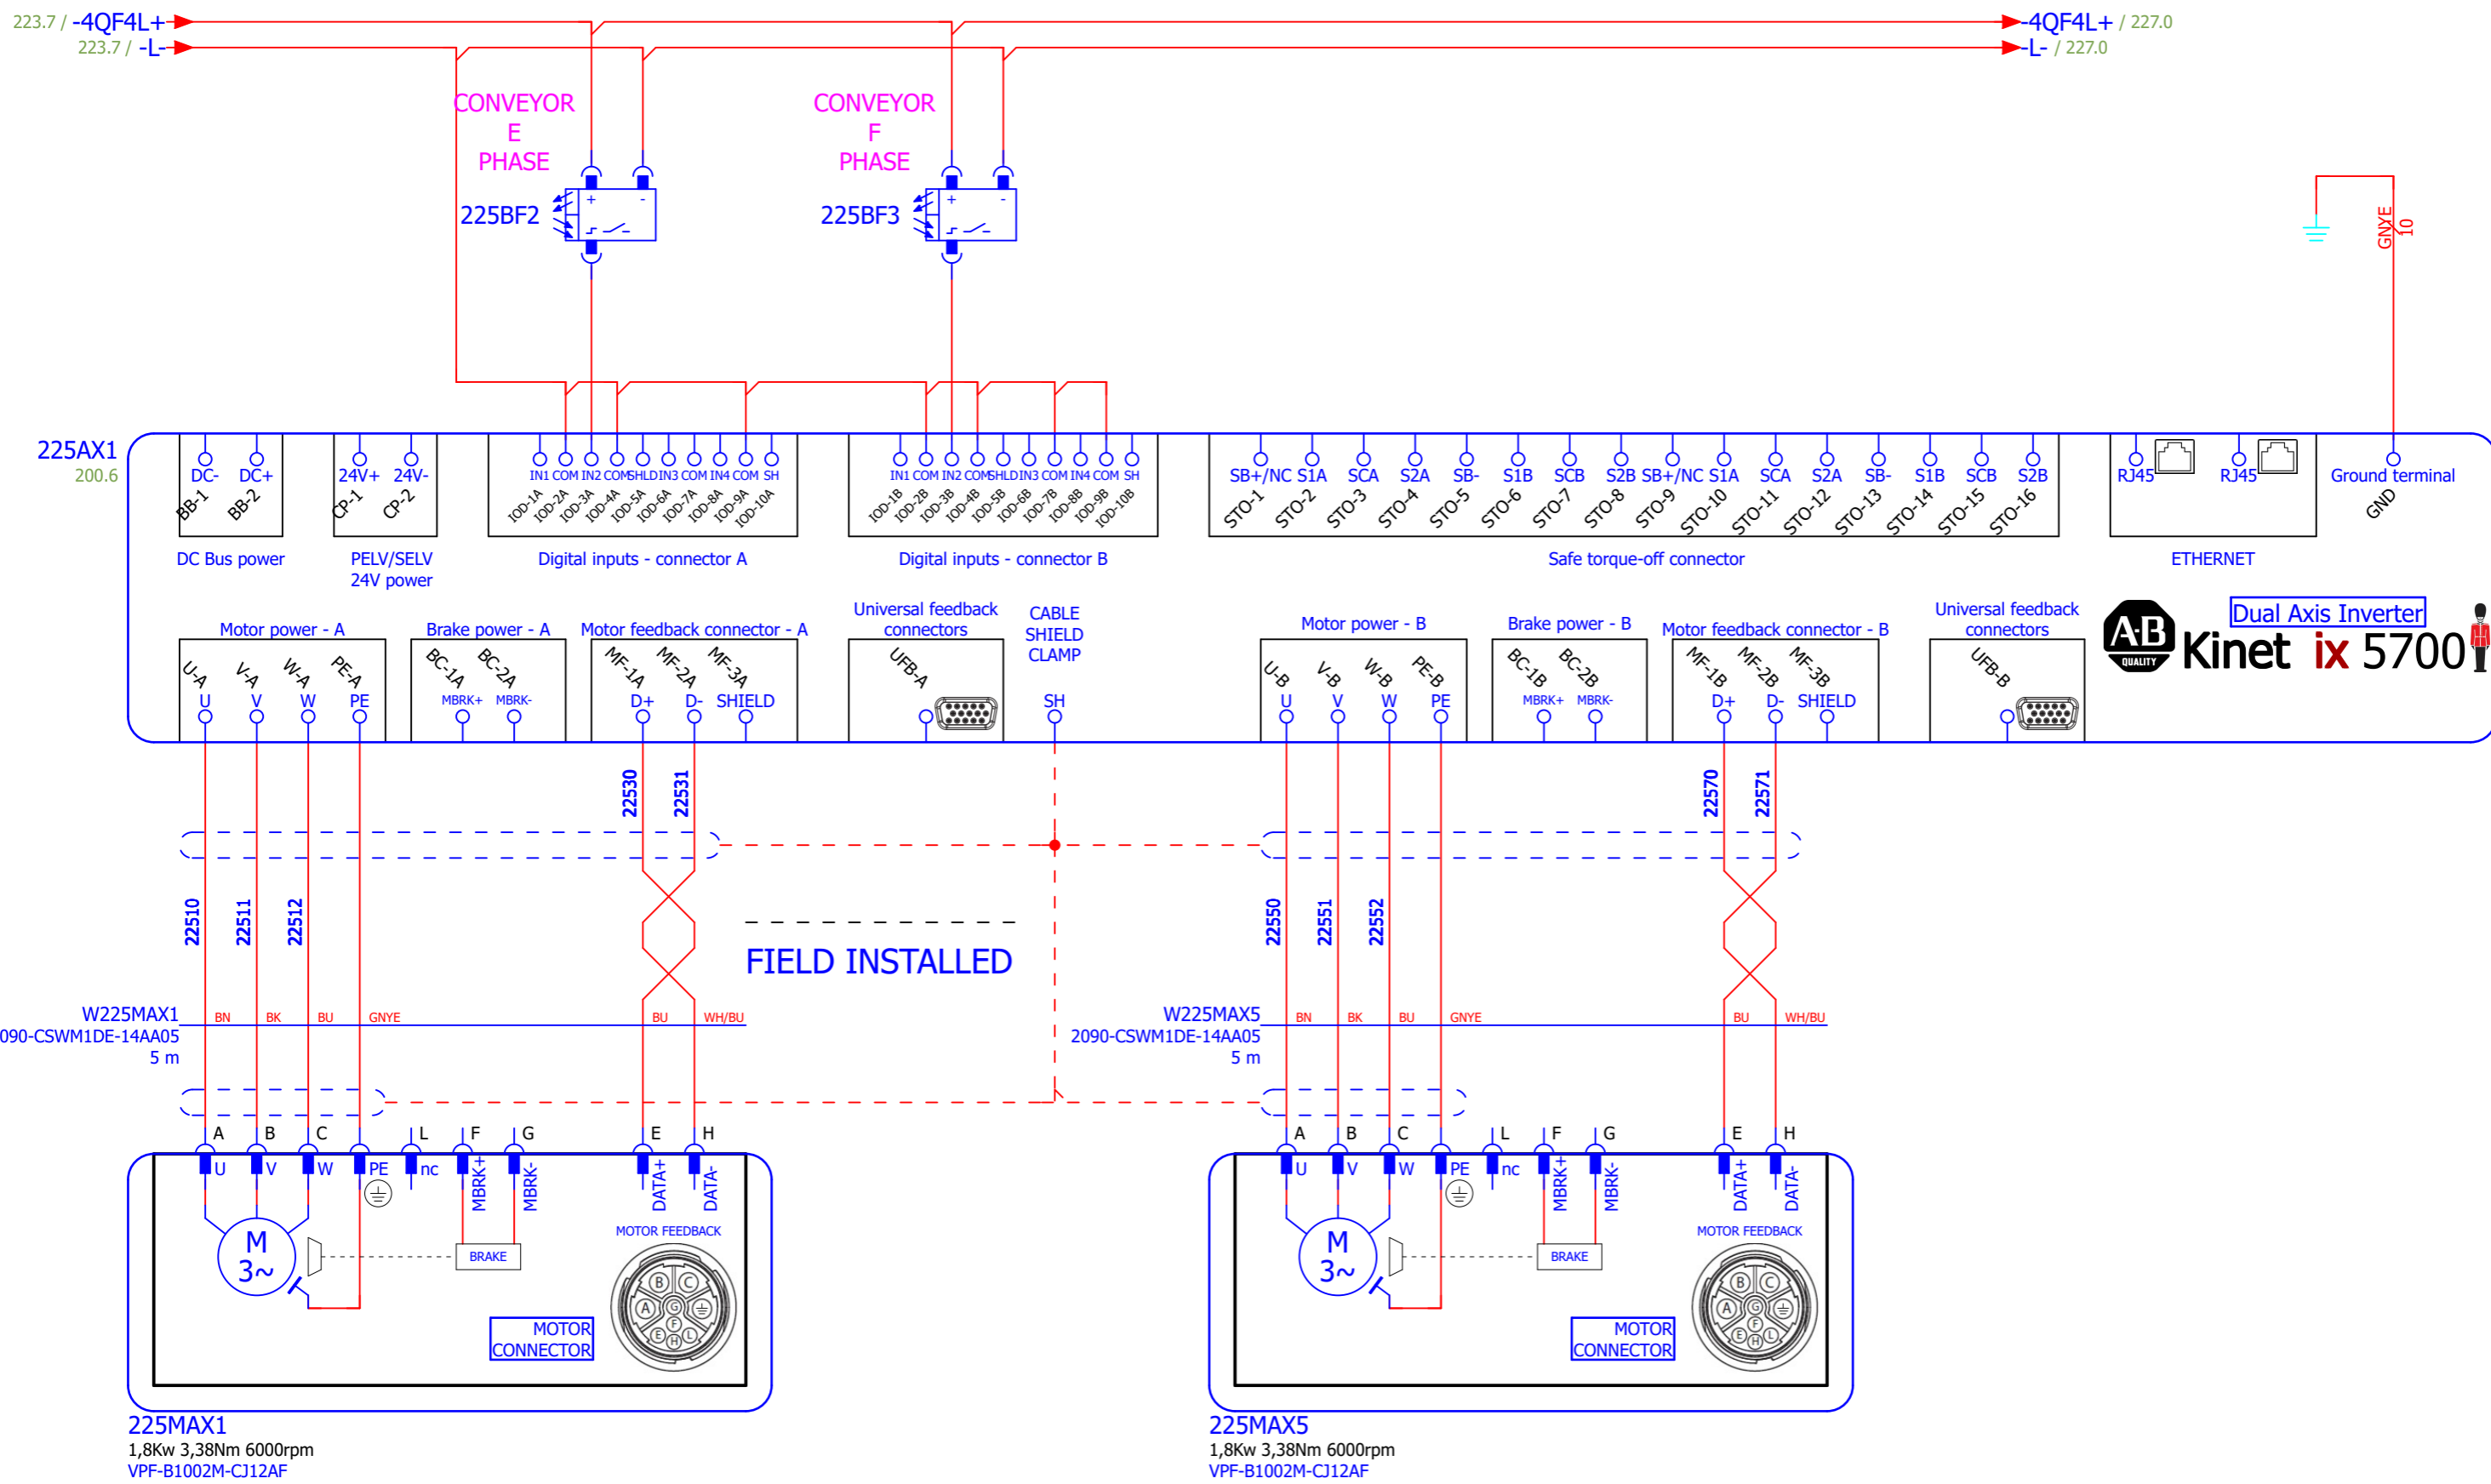 223.7 / -4QF4L+
-4QF4L+ / 227.0
223.7 / -L-
-L- / 227.0
CONVEYOR
E
PHASE
CONVEYOR
F
PHASE
225BF2
+ -
225BF3
+ -
GNYE
10
225AX1
200.6
DC- DC+
BB-1 BB-2
DC Bus power
24V+ 24V-
CP-1 CP-2
PELV/SELV
24V power
IN1 COM IN2 COM SHLD IN3 COM IN4 COM SH
IOD-1A IOD-2A IOD-3A IOD-4A IOD-5A IOD-6A IOD-7A IOD-8A IOD-9A IOD-10A
Digital inputs - connector A
IN1 COM IN2 COM SHLD IN3 COM IN4 COM SH
IOD-1B IOD-2B IOD-3B IOD-4B IOD-5B IOD-6B IOD-7B IOD-8B IOD-9B IOD-10B
Digital inputs - connector B
SB+/NC S1A SCA S2A SB- S1B SCB S2B SB+/NC S1A SCA S2A SB- S1B SCB S2B
STO-1 STO-2 STO-3 STO-4 STO-5 STO-6 STO-7 STO-8 STO-9 STO-10 STO-11 STO-12 STO-13 STO-14 STO-15 STO-16
Safe torque-off connector
RJ45 RJ45
ETHERNET
Ground terminal
GND
Motor power - A
U-A V-A W-A PE-A
U V W PE
Brake power - A
BC-1A BC-2A
MBRK+ MBRK-
Motor feedback connector - A
MF-1A MF-2A MF-3A
D+ D- SHIELD
Universal feedback
connectors
UFB-A
CABLE
SHIELD
CLAMP
SH
Motor power - B
U-B V-B W-B PE-B
U V W PE
Brake power - B
BC-1B BC-2B
MBRK+ MBRK-
Motor feedback connector - B
MF-1B MF-2B MF-3B
D+ D- SHIELD
Universal feedback
connectors
UFB-B
A-B
QUALITY
Dual Axis Inverter
Kinet ix 5700
22530 22531
22570 22571
22510 22511 22512
FIELD INSTALLED
22550 22551 22552
W225MAX1
090-CSWM1DE-14AA05
5 m
BN BK BU GNYE BU WH/BU
W225MAX5
2090-CSWM1DE-14AA05
5 m
BN BK BU GNYE BU WH/BU
A B C L F G E H
U V W PE nc MBRK+ MBRK- DATA+ DATA-
M
3~
BRAKE
MOTOR FEEDBACK
B C
A G
F
E H L
MOTOR
CONNECTOR
225MAX1
1,8Kw 3,38Nm 6000rpm
VPF-B1002M-CJ12AF
A B C L F G E H
U V W PE nc MBRK+ MBRK- DATA+ DATA-
M
3~
BRAKE
MOTOR FEEDBACK
B C
A G
F
E H L
MOTOR
CONNECTOR
225MAX5
1,8Kw 3,38Nm 6000rpm
VPF-B1002M-CJ12AF